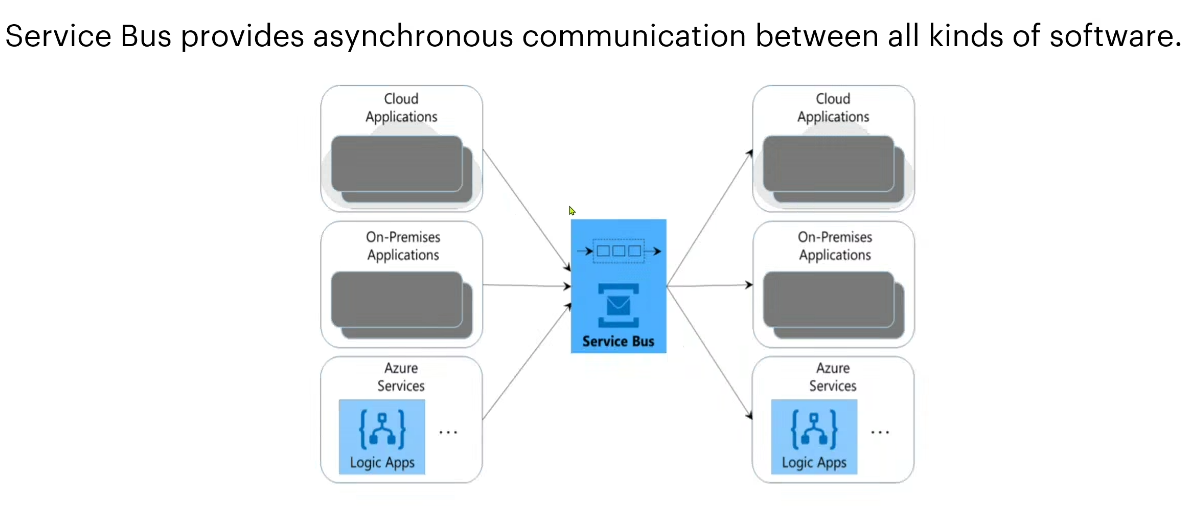 Service Bus provides asynchronous communication between all kinds of software.
Cloud
Applications
On-Premises
Applications
Azure
Services
Logic Apps
...
Service Bus
Cloud
Applications
On-Premises
Applications
Azure
Services
Logic Apps
...